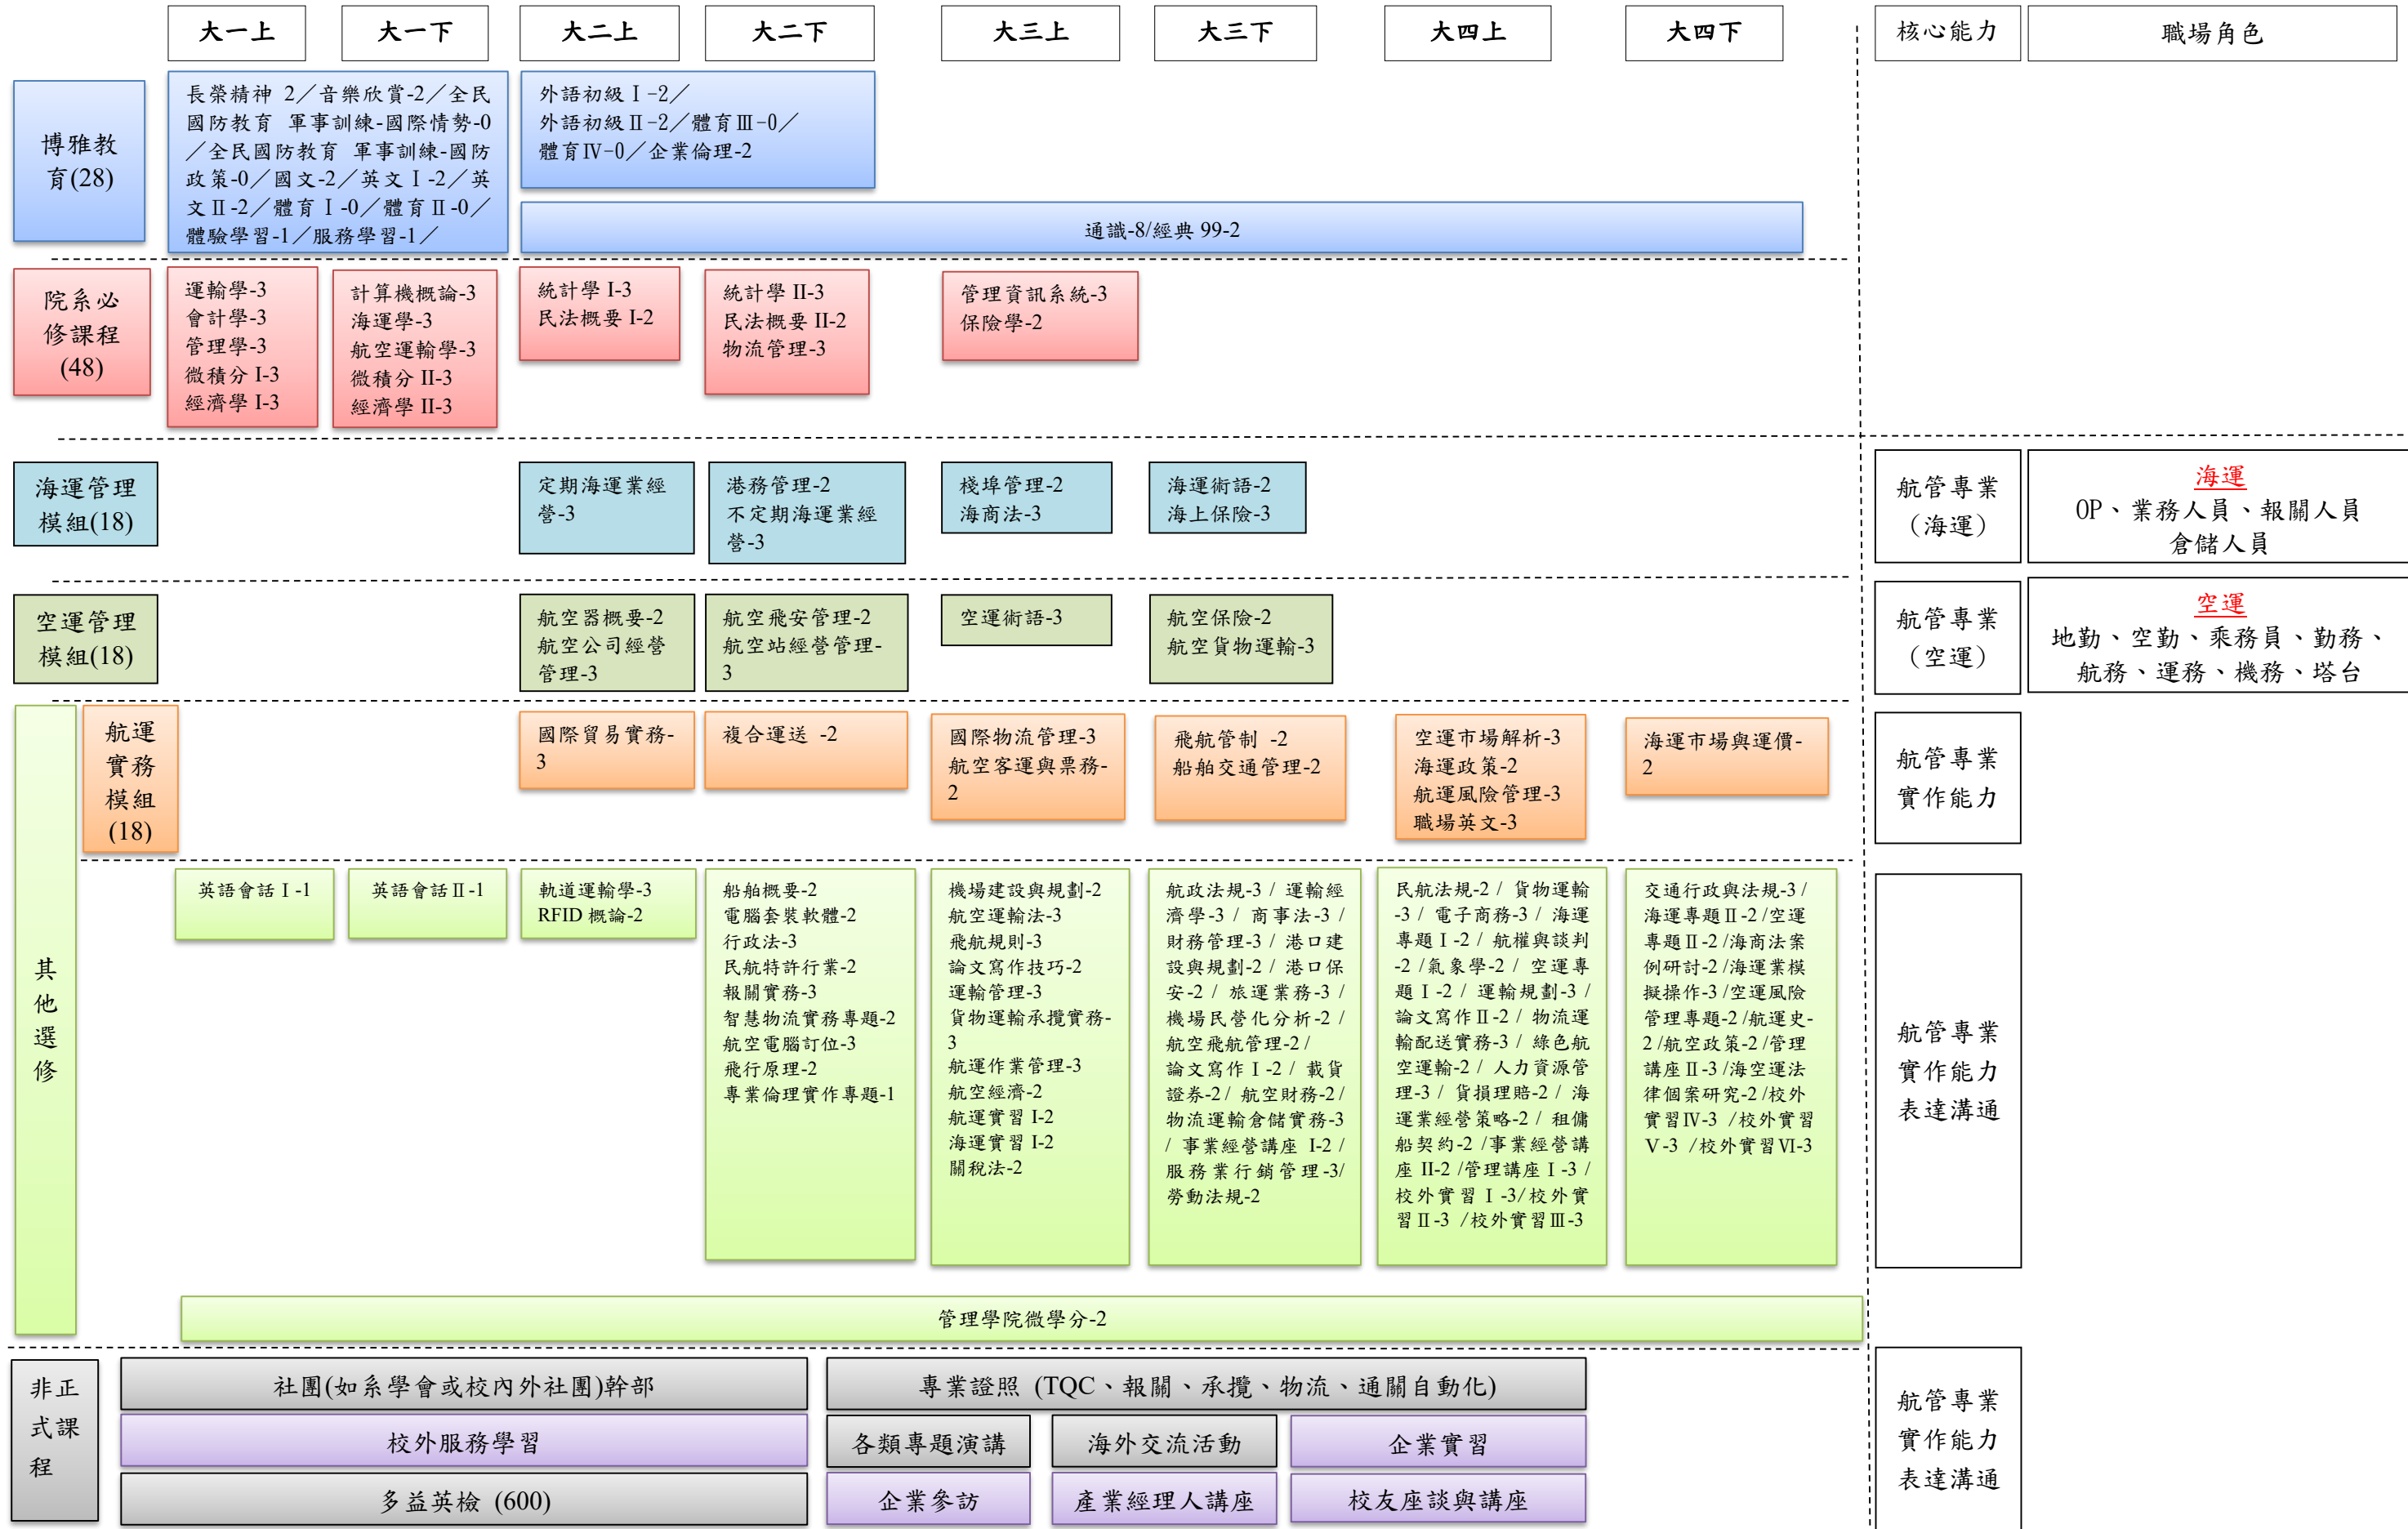 大一上
大一下
大二上
大二下
大三上
大三下
大四上
大四下
核心能力
職場角色
博雅教
育(28)
長榮精神 2／音樂欣賞-2／全民
國防教育 軍事訓練-國際情勢-0
／全民國防教育 軍事訓練-國防
政策-0／國文-2／英文Ⅰ-2／英
文Ⅱ-2／體育Ⅰ-0／體育Ⅱ-0／
體驗學習-1／服務學習-1／
外語初級Ⅰ-2／
外語初級Ⅱ-2／體育Ⅲ-0／
體育Ⅳ-0／企業倫理-2
通識-8/經典 99-2
院系必
修課程
(48)
運輸學-3
會計學-3
管理學-3
微積分 I-3
經濟學 I-3
計算機概論-3
海運學-3
航空運輸學-3
微積分 II-3
經濟學 II-3
統計學 I-3
民法概要 I-2
統計學 II-3
民法概要 II-2
物流管理-3
管理資訊系統-3
保險學-2
海運管理
模組(18)
定期海運業經
營-3
港務管理-2
不定期海運業經
營-3
棧埠管理-2
海商法-3
海運術語-2
海上保險-3
航管專業
（海運）
海運
OP、業務人員、報關人員
倉儲人員
空運管理
模組(18)
航空器概要-2
航空公司經營
管理-3
航空飛安管理-2
航空站經營管理-
3
空運術語-3
航空保險-2
航空貨物運輸-3
航管專業
（空運）
空運
地勤、空勤、乘務員、勤務、
航務、運務、機務、塔台
其
他
選
修
航運
實務
模組
(18)
國際貿易實務-
3
複合運送 -2
國際物流管理-3
航空客運與票務-
2
飛航管制 -2
船舶交通管理-2
空運市場解析-3
海運政策-2
航運風險管理-3
職場英文-3
海運市場與運價-
2
航管專業
實作能力
英語會話Ⅰ-1
英語會話Ⅱ-1
軌道運輸學-3
RFID 概論-2
船舶概要-2
電腦套裝軟體-2
行政法-3
民航特許行業-2
報關實務-3
智慧物流實務專題-2
航空電腦訂位-3
飛行原理-2
專業倫理實作專題-1
機場建設與規劃-2
航空運輸法-3
飛航規則-3
論文寫作技巧-2
運輸管理-3
貨物運輸承攬實務-
3
航運作業管理-3
航空經濟-2
航運實習 I-2
海運實習 I-2
關稅法-2
航政法規-3 / 運輸經
濟學-3 / 商事法-3 /
財務管理-3 / 港口建
設與規劃-2 / 港口保
安-2 / 旅運業務-3 /
機場民營化分析-2 /
航空飛航管理-2 /
論文寫作Ⅰ-2 / 載貨
證券-2 / 航空財務-2 /
物流運輸倉儲實務-3
/ 事業經營講座 I-2 /
服務業行銷管理-3/
勞動法規-2
民航法規-2 / 貨物運輸
-3 / 電子商務-3 / 海運
專題Ⅰ-2 / 航權與談判
-2 /氣象學-2 / 空運專
題Ⅰ-2 / 運輸規劃-3 /
論文寫作Ⅱ-2 / 物流運
輸配送實務-3 / 綠色航
空運輸-2 / 人力資源管
理-3 / 貨損理賠-2 / 海
運業經營策略-2 / 租傭
船契約-2 /事業經營講
座 II-2 /管理講座Ⅰ-3 /
校外實習Ⅰ-3/校外實
習Ⅱ-3 /校外實習Ⅲ-3
交通行政與法規-3 /
海運專題Ⅱ-2 /空運
專題Ⅱ-2 /海商法案
例研討-2 /海運業模
擬操作-3 /空運風險
管理專題-2 /航運史-
2 /航空政策-2 /管理
講座Ⅱ-3 /海空運法
律個案研究-2 /校外
實習Ⅳ-3 /校外實習
Ⅴ-3 /校外實習Ⅵ-3
航管專業
實作能力
表達溝通
管理學院微學分-2
非正
式課
程
社團(如系學會或校內外社團)幹部
專業證照 (TQC、報關、承攬、物流、通關自動化)
校外服務學習
各類專題演講
海外交流活動
企業實習
多益英檢 (600)
企業參訪
產業經理人講座
校友座談與講座
航管專業
實作能力
表達溝通